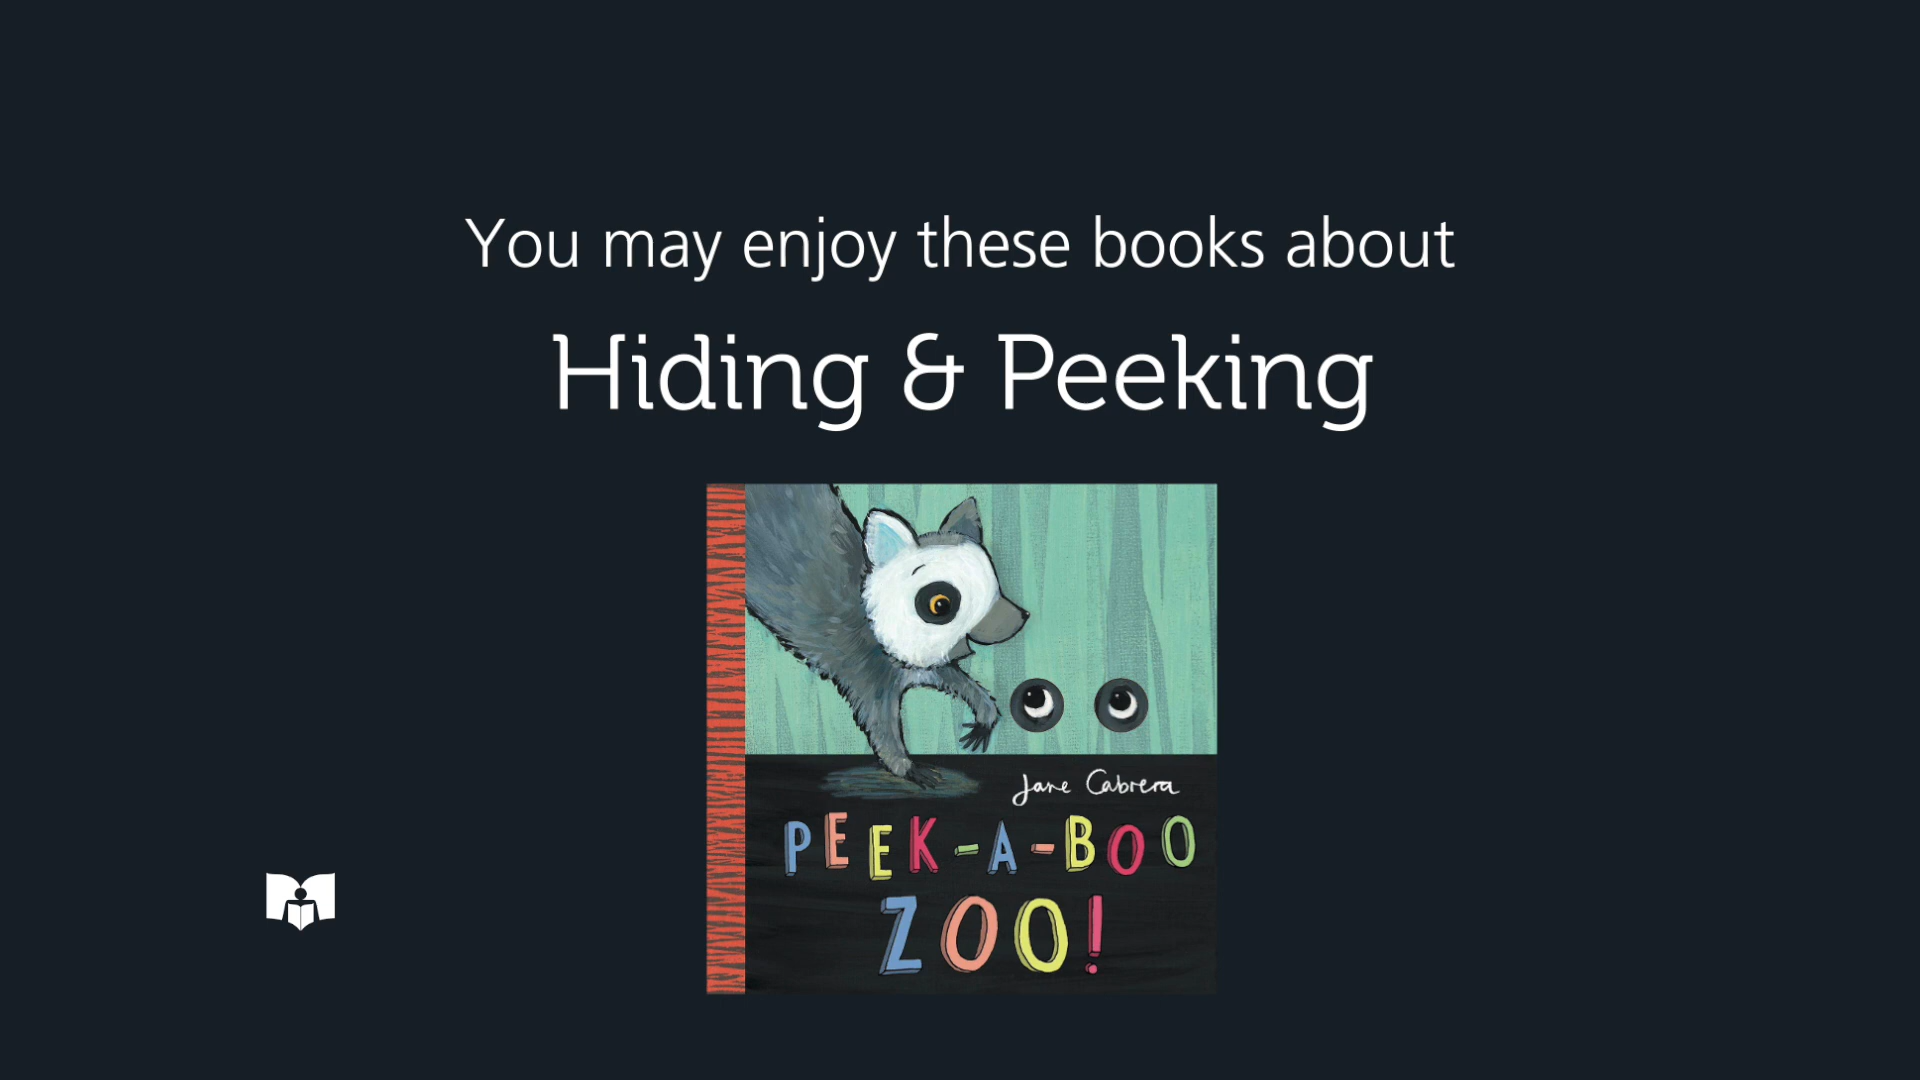 You may enjoy these books about
Hiding & Peeking
Jane Cabrera
PEEK-A-BOO
ZOO!